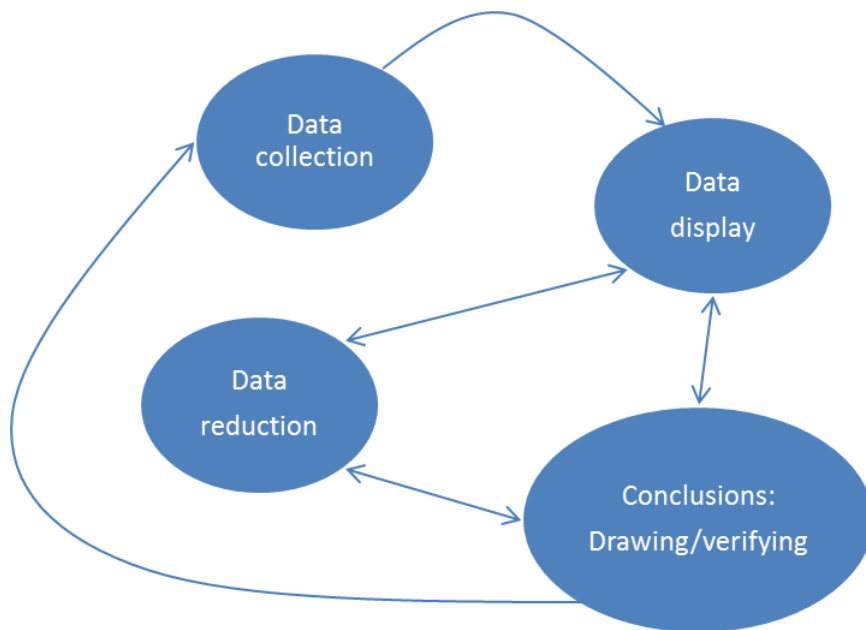 Data
collection
Data
display
Data
reduction
Conclusions:
Drawing/verifying